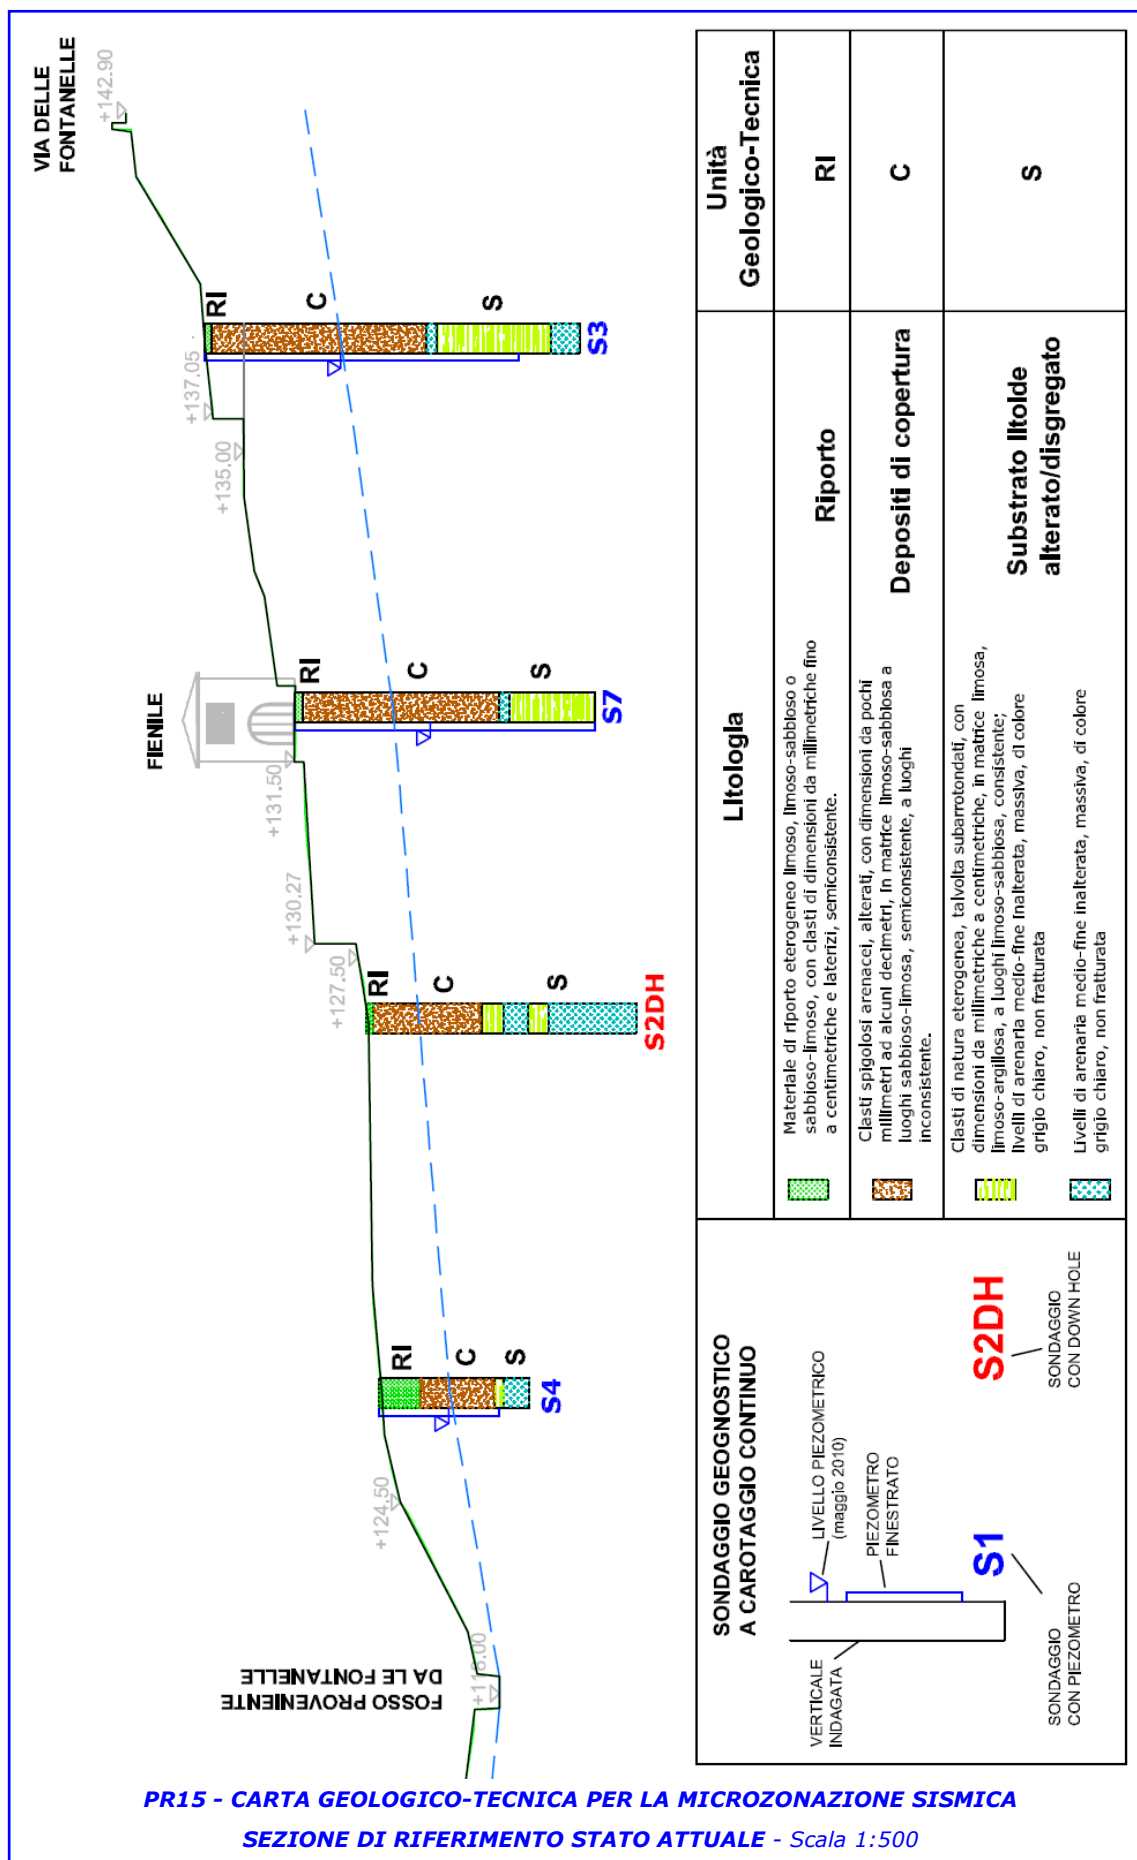 VIA DELLE
FONTANELLE
+142.90
+137.05
+135.00
RI
C
S
S3
FIENILE
+131.50
+130.27
+127.50
RI
C
S
S7
RI
C
S
S2DH
RI
C
S
S4
+124.50
FOSSO PROVENIENTE
DA LE FONTANELLE
SONDAGGIO GEOGNOSTICO
A CAROTAGGIO CONTINUO
LIVELLO PIEZOMETRICO
(maggio 2010)
PIEZOMETRO
FINESTRATO
VERTICALE
INDAGATA
S1
SONDAGGIO
CON PIEZOMETRO
S2DH
SONDAGGIO
CON DOWN HOLE
Litologia
Unità
Geologico-Tecnica
Materiale di riporto eterogeneo limoso, limoso-sabbioso o
sabbioso-limoso, con clasti di dimensioni da millimetriche fino
a centimetriche e laterizi, semiconsistente.
Riporto
RI
Clasti spigolosi arenacei, alterati, con dimensioni da pochi
millimetri ad alcuni decimetri, in matrice limoso-sabbiosa a
luoghi sabbioso-limosa, semiconsistente, a luoghi
inconsistente.
Depositi di copertura
C
Clasti di natura eterogenea, talvolta subarrotondati, con
dimensioni da millimetriche a centimetriche, in matrice limosa,
limoso-argillosa, a luoghi limoso-sabbiosa, consistente;
livelli di arenaria medio-fine inalterata, massiva, di colore
grigio chiaro, non fratturata
Livelli di arenaria medio-fine inalterata, massiva, di colore
grigio chiaro, non fratturata
Substrato litoide
alterato/disgregato
S
PR15 - CARTA GEOLOGICO-TECNICA PER LA MICROZONAZIONE SISMICA
SEZIONE DI RIFERIMENTO STATO ATTUALE - Scala 1:500